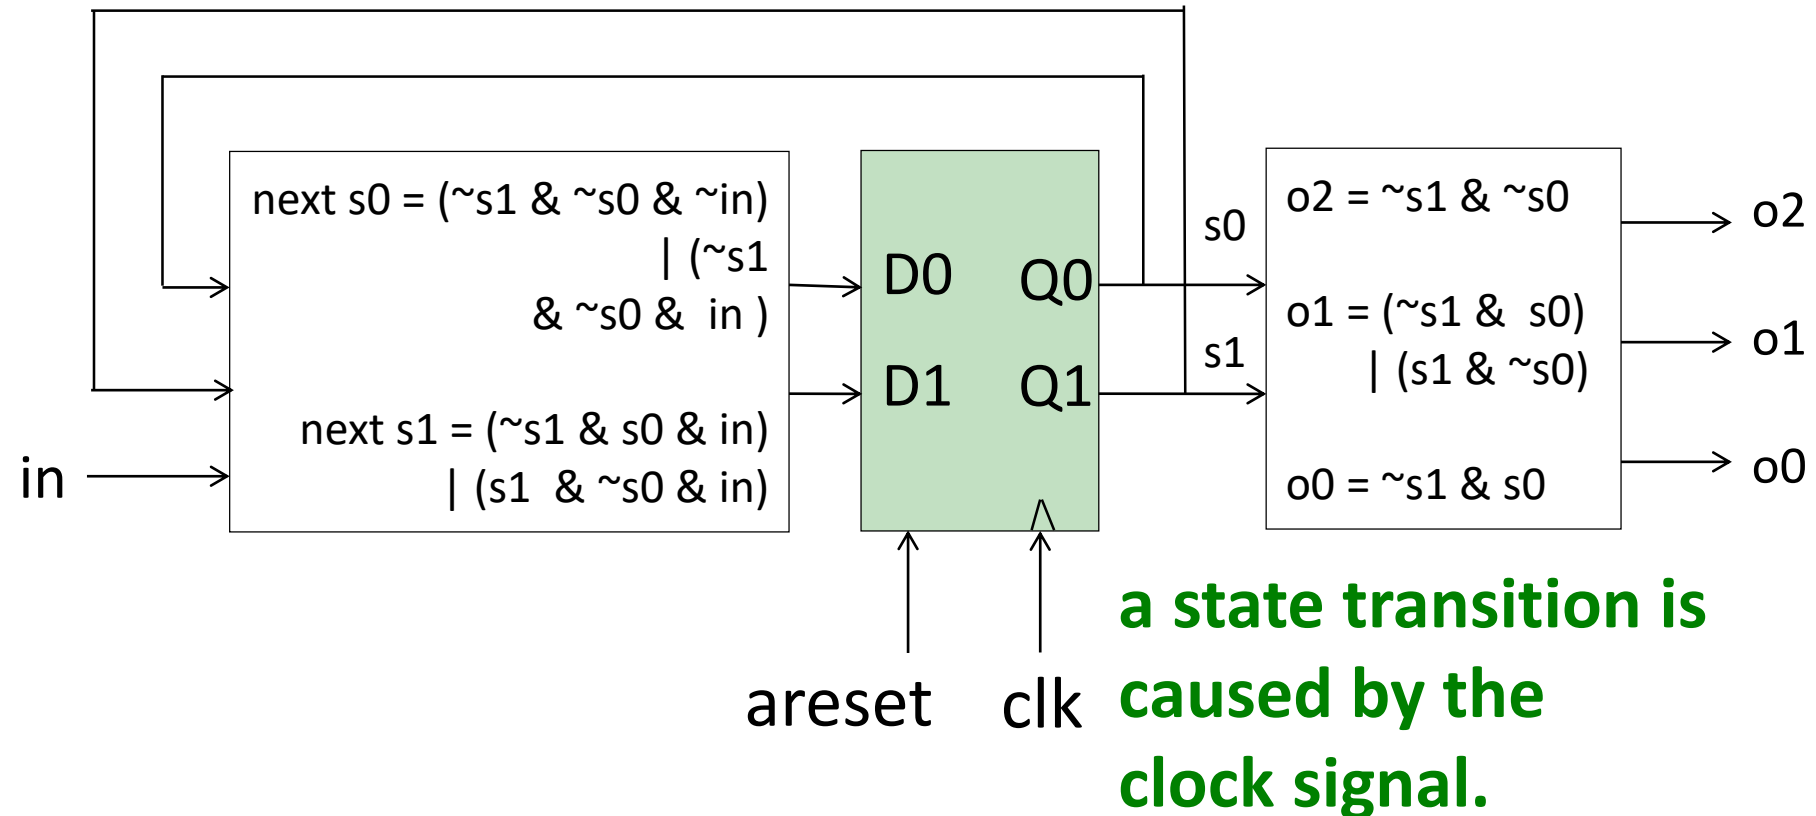 next s0 = (~s1 & ~s0 & ~in)
| (~s1
& ~s0 & in )
next s1 = (~s1 & s0 & in)
| (s1 & ~s0 & in)
in
D0 Q0
D1 Q1
s0
s1
o2 = ~s1 & ~s0
o1 = (~s1 & s0)
| (s1 & ~s0)
o0 = ~s1 & s0
o2
o1
o0
areset clk
a state transition is
caused by the
clock signal.